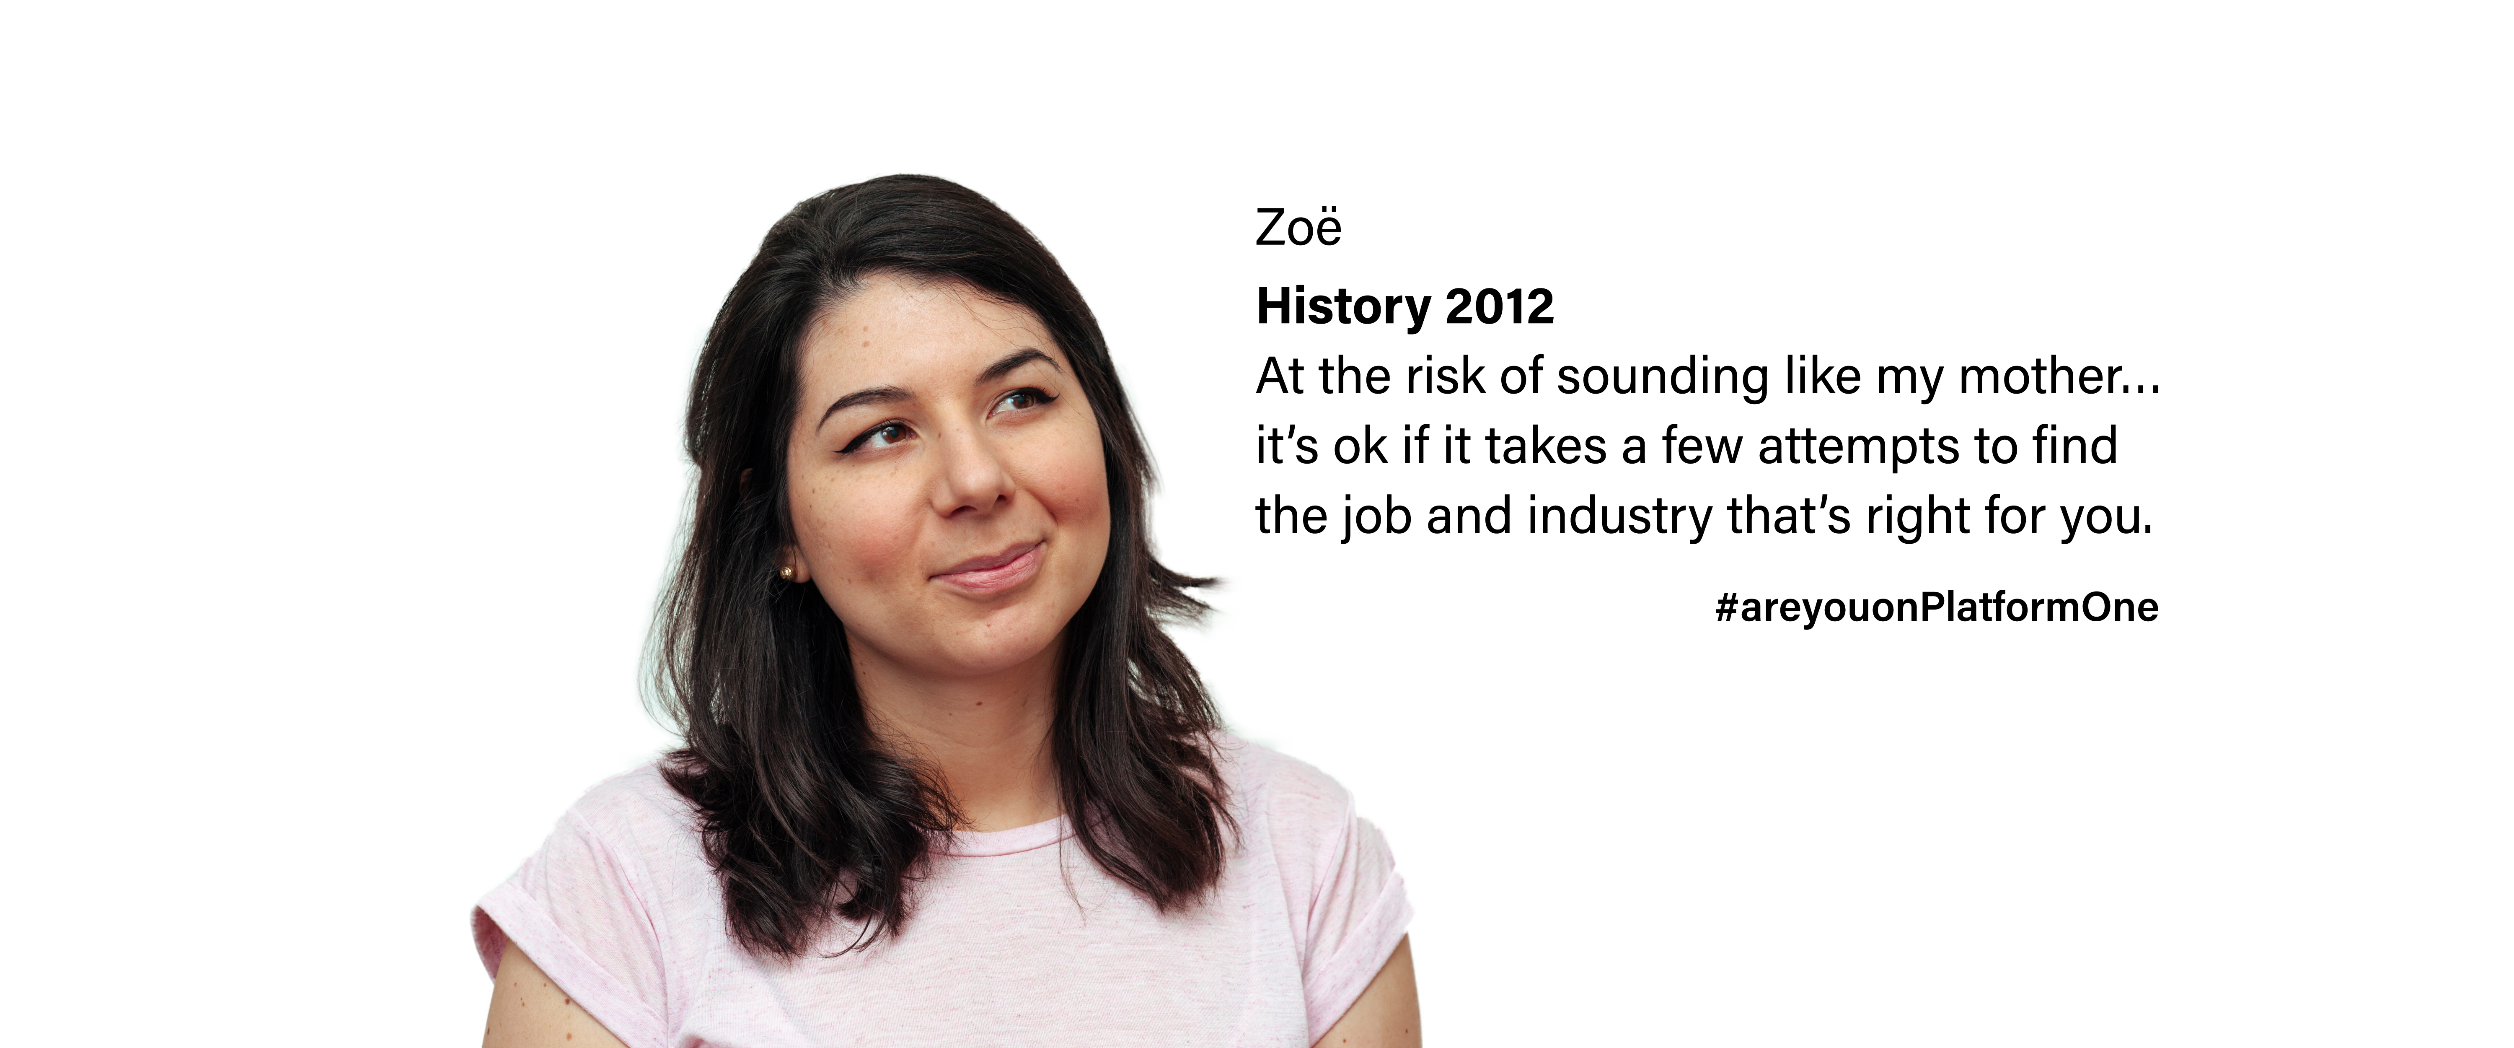 Zoë
History 2012
At the risk of sounding like my mother...
it’s ok if it takes a few attempts to find
the job and industry that’s right for you.
#areyouonPlatformOne